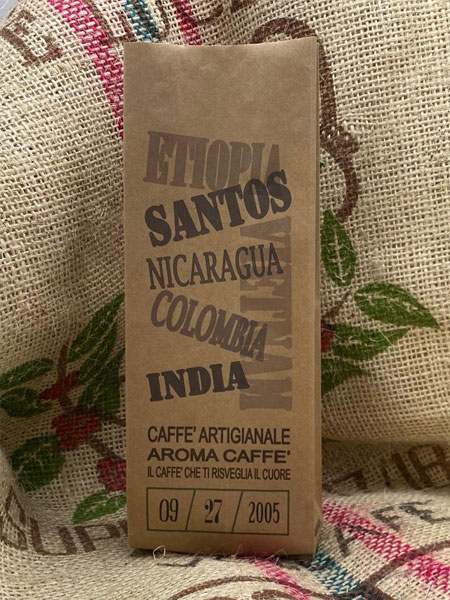 ETIOPIA
SANTOS
VIETNAM
NICARAGUA
COLOMBIA
INDIA
CAFFE' ARTIGIANALE
AROMA CAFFE'
IL CAFFE' CHE TI RISVEGLIA IL CUORE
09 / 27 / 2005